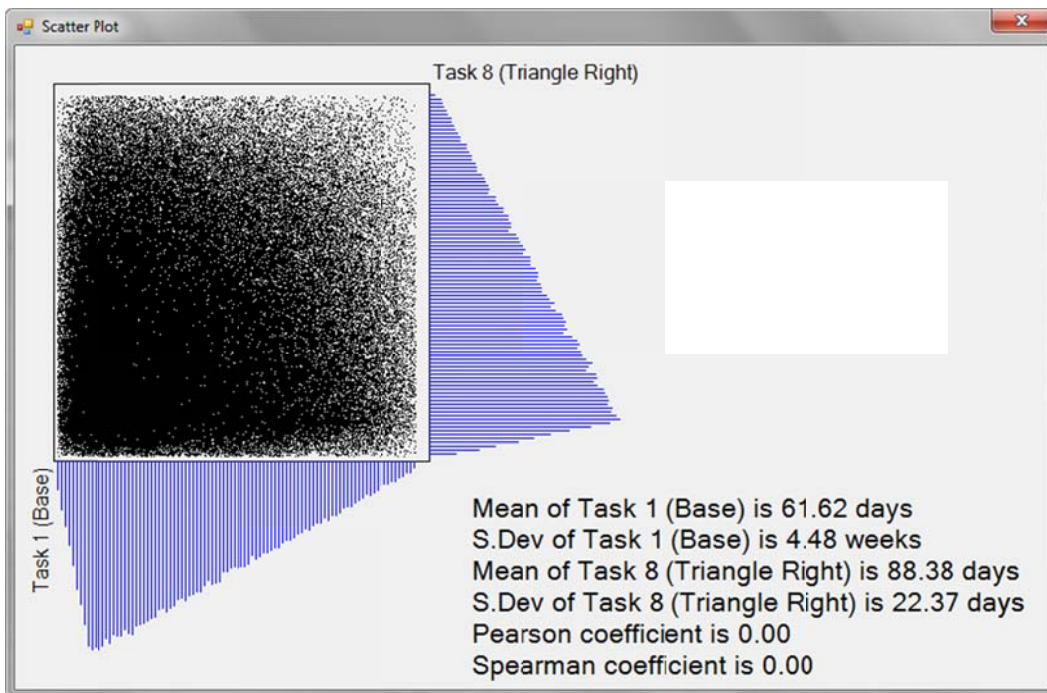 Scatter Plot
Task 8 (Triangle Right)
Task 1 (Base)
Mean of Task 1 (Base) is 61.62 days
S.Dev of Task 1 (Base) is 4.48 weeks
Mean of Task 8 (Triangle Right) is 88.38 days
S.Dev of Task 8 (Triangle Right) is 22.37 days
Pearson coefficient is 0.00
Spearman coefficient is 0.00